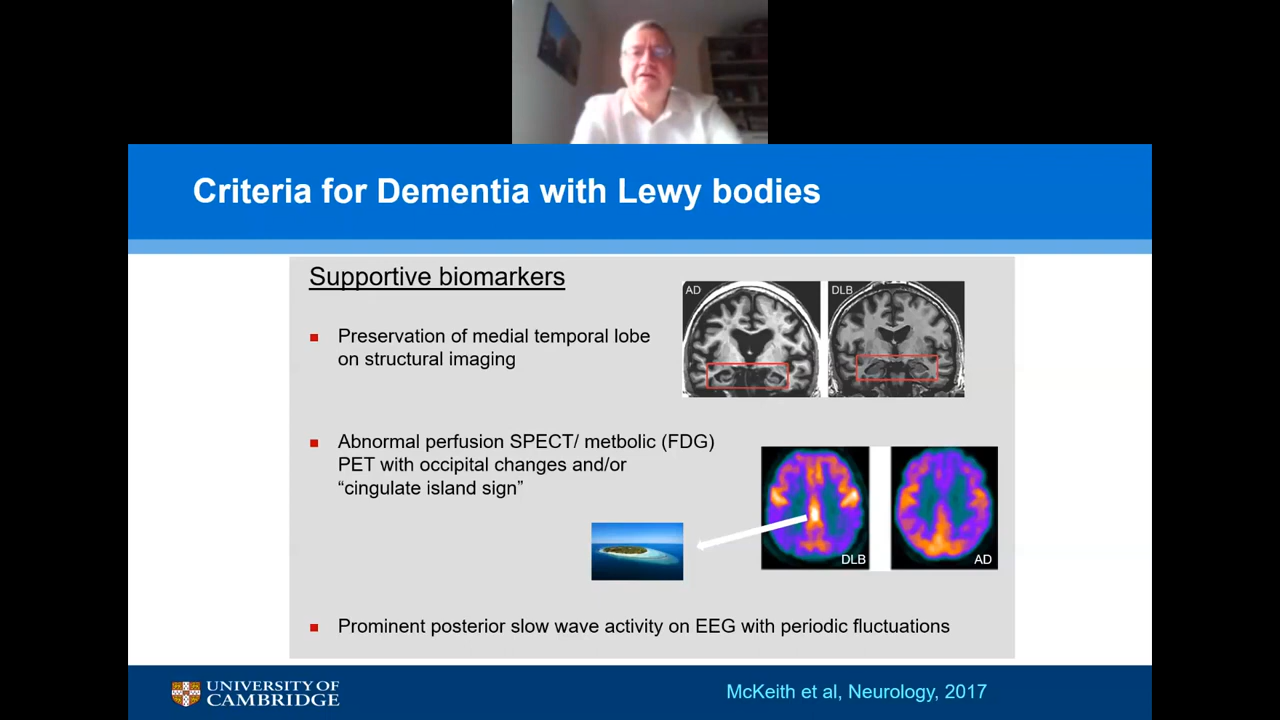 Criteria for Dementia with Lewy bodies
Supportive biomarkers
Preservation of medial temporal lobe
on structural imaging
AD
DLB
Abnormal perfusion SPECT/ metbolic (FDG)
PET with occipital changes and/or
“cingulate island sign”
DLB
AD
Prominent posterior slow wave activity on EEG with periodic fluctuations
UNIVERSITY OF
CAMBRIDGE
McKeith et al, Neurology, 2017